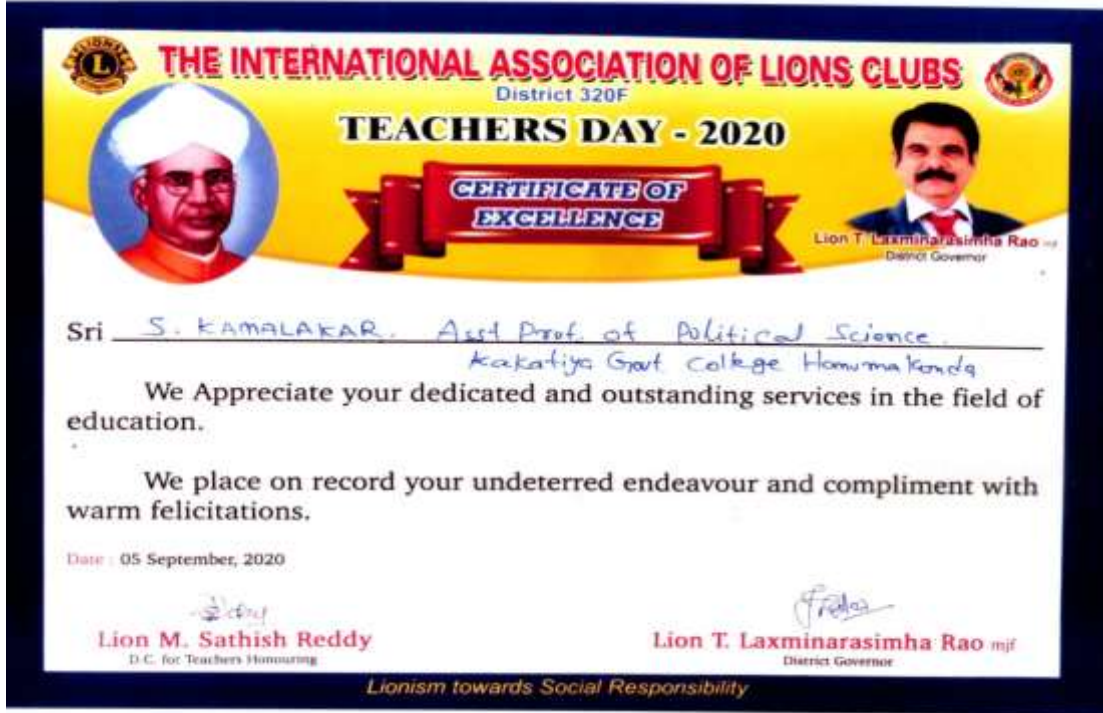 THE INTERNATIONAL ASSOCIATION OF LIONS CLUBS
District 320F
TEACHERS DAY - 2020
CERTIFICATE OF
EXCELLENCE
Lion T. Laxminarasimha Rao mjf
District Governor
Sri S. KAMALAKAR. Asst Prof. of Political Science.
Kakatiya Govt College Hanumakonda
We Appreciate your dedicated and outstanding services in the field of
education.
We place on record your undeterred endeavour and compliment with
warm felicitations.
Date : 05 September, 2020
Lion M. Sathish Reddy
D.C. for Teachers Honouring
Lion T. Laxminarasimha Rao mjf
District Governor
Lionism towards Social Responsibility